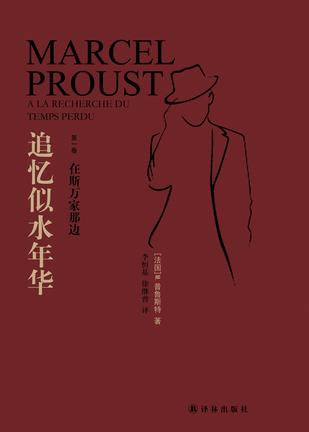 MARCEL
PROUST
A LA RECHERCHE DU
TEMPS PERDU
追忆似水年华
第一卷
在斯万家那边
[法国]M.普鲁斯特 著
李恒基 徐继曾 译
译林出版社